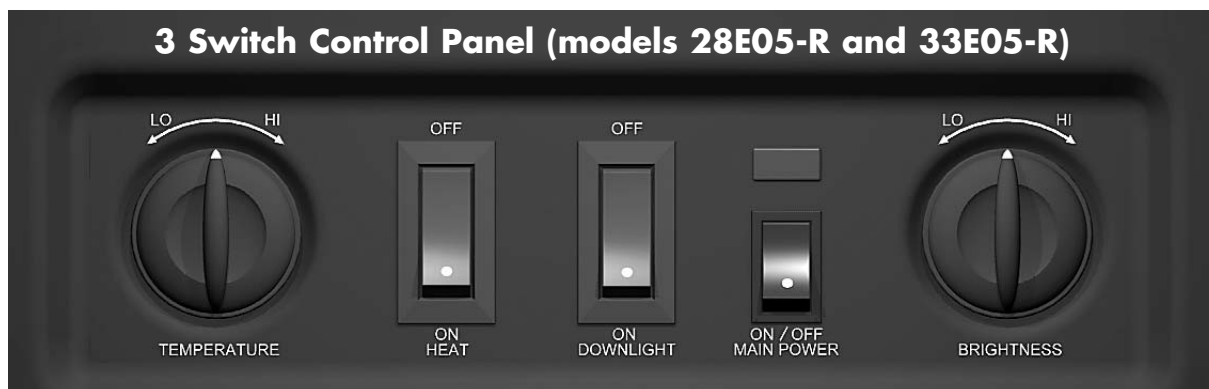 3 Switch Control Panel (models 28E05-R and 33E05-R)
LO HI
TEMPERATURE
OFF
ON
HEAT
OFF
ON
DOWNLIGHT
ON / OFF
MAIN POWER
LO HI
BRIGHTNESS